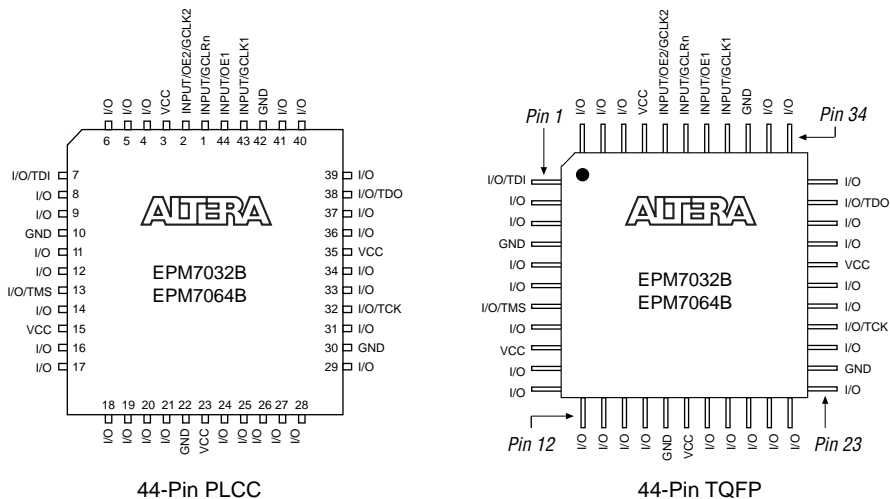 I/O I/O I/O VCC INPUT/OE2/GCLK2 INPUT/GCLRn INPUT/OE1 INPUT/GCLK1 GND I/O I/O
6 5 4 3 2 1 44 43 42 41 40
I/O/TDI 7
I/O 8
I/O 9
GND 10
I/O 11
I/O 12
I/O/TMS 13
I/O 14
VCC 15
I/O 16
I/O 17
ALTERA
EPM7032B
EPM7064B
39 I/O
38 I/O/TDO
37 I/O
36 I/O
35 VCC
34 I/O
33 I/O
32 I/O/TCK
31 I/O
30 GND
29 I/O
18 19 20 21 22 23 24 25 26 27 28
I/O I/O I/O I/O GND VCC I/O I/O I/O I/O I/O
44-Pin PLCC
I/O I/O I/O VCC INPUT/OE2/GCLK2 INPUT/GCLRn INPUT/OE1 INPUT/GCLK1 GND I/O I/O
Pin 1
Pin 34
I/O/TDI
I/O
I/O
GND
I/O
I/O
I/O/TMS
I/O
VCC
I/O
I/O
ALTERA
EPM7032B
EPM7064B
I/O
I/O/TDO
I/O
I/O
VCC
I/O
I/O
I/O/TCK
I/O
GND
I/O
Pin 12
Pin 23
I/O I/O I/O I/O GND VCC I/O I/O I/O I/O I/O
44-Pin TQFP